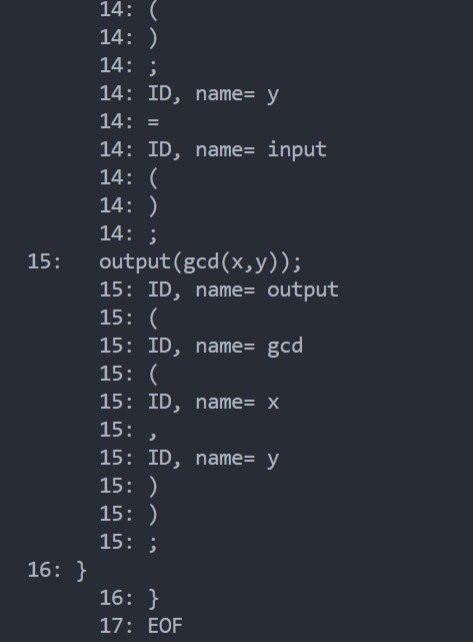 14: (
14: )
14: ;
14: ID, name= y
14: =
14: ID, name= input
14: (
14: )
14: ;
15:   output(gcd(x,y));
15: ID, name= output
15: (
15: ID, name= gcd
15: (
15: ID, name= x
15: ,
15: ID, name= y
15: )
15: )
15: ;
16: }
16: }
17: EOF